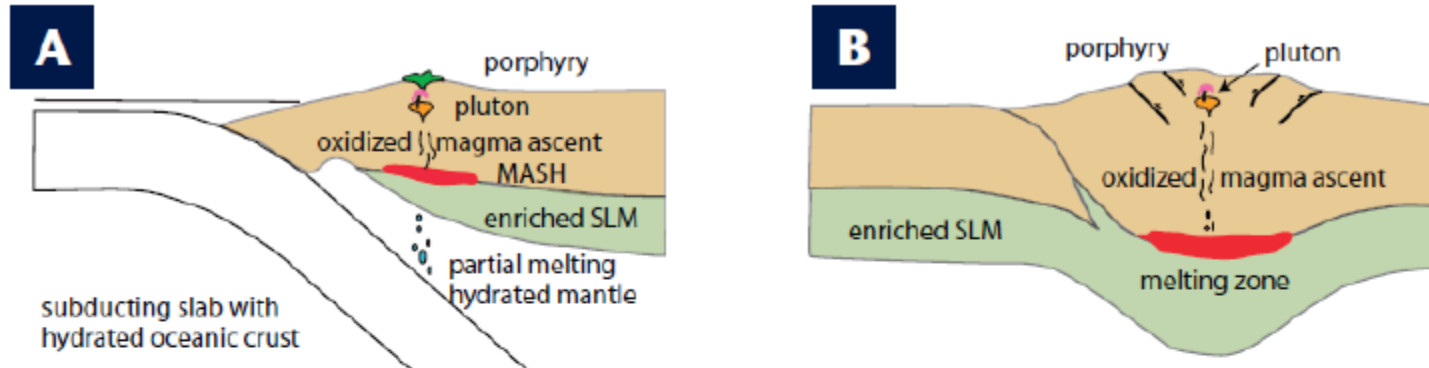 A
porphyry
pluton
oxidized magma ascent
MASH
enriched SLM
partial melting
hydrated mantle
subducting slab with
hydrated oceanic crust
B
porphyry
pluton
oxidized magma ascent
enriched SLM
melting zone